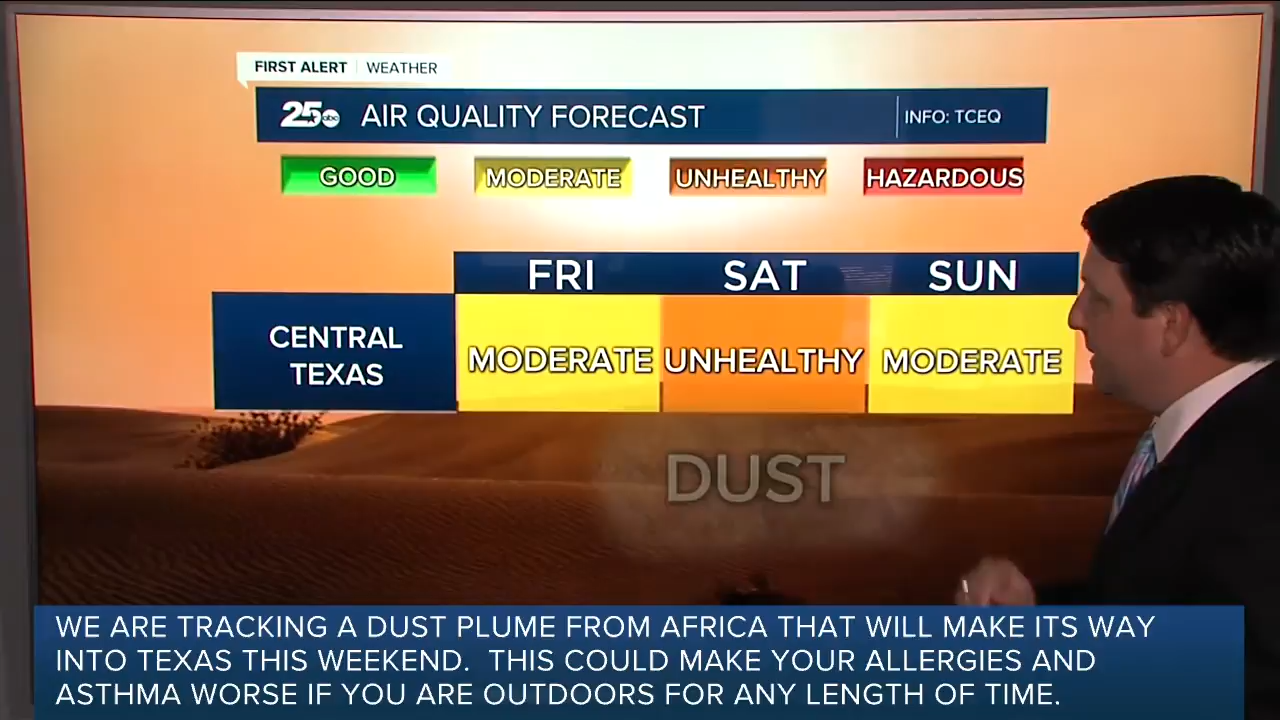 FIRST ALERT WEATHER
25 abc AIR QUALITY FORECAST INFO: TCEQ
GOOD MODERATE UNHEALTHY HAZARDOUS
FRI SAT SUN
CENTRAL
TEXAS
MODERATE UNHEALTHY MODERATE
DUST
WE ARE TRACKING A DUST PLUME FROM AFRICA THAT WILL MAKE ITS WAY
INTO TEXAS THIS WEEKEND. THIS COULD MAKE YOUR ALLERGIES AND
ASTHMA WORSE IF YOU ARE OUTDOORS FOR ANY LENGTH OF TIME.